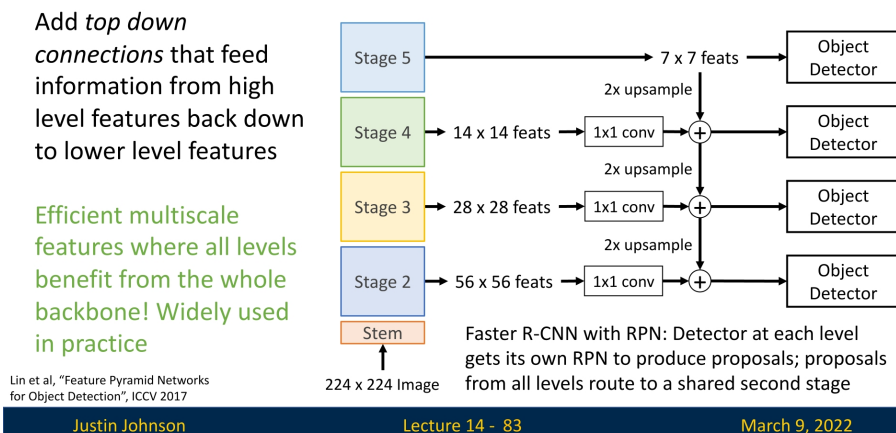 Add top down
connections that feed
information from high
level features back down
to lower level features
Efficient multiscale
features where all levels
benefit from the whole
backbone! Widely used
in practice
Lin et al, “Feature Pyramid Networks
for Object Detection”, ICCV 2017
Stage 5
7 x 7 feats
Object
Detector
2x upsample
Stage 4
14 x 14 feats
1x1 conv
+
Object
Detector
2x upsample
Stage 3
28 x 28 feats
1x1 conv
+
Object
Detector
2x upsample
Stage 2
56 x 56 feats
1x1 conv
+
Object
Detector
Stem
224 x 224 Image
Faster R-CNN with RPN: Detector at each level
gets its own RPN to produce proposals; proposals
from all levels route to a shared second stage
Justin Johnson
Lecture 14 - 83
March 9, 2022